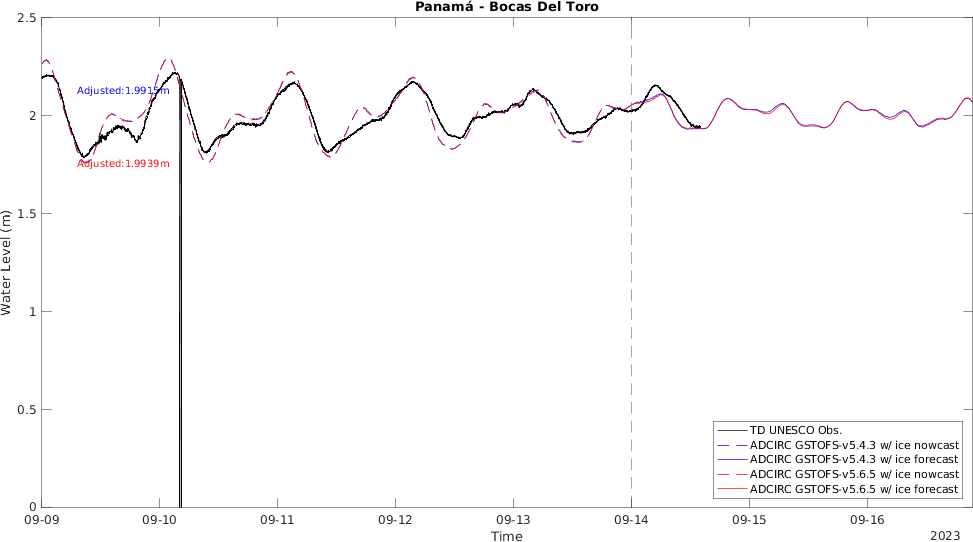 Panamá - Bocas Del Toro
2.5
2
1.5
1
0.5
0
Water Level (m)
Adjusted:1.9915m
Adjusted:1.9939m
TD UNESCO Obs.
ADCIRC GSTOFS-v5.4.3 w/ ice nowcast
ADCIRC GSTOFS-v5.4.3 w/ ice forecast
ADCIRC GSTOFS-v5.6.5 w/ ice nowcast
ADCIRC GSTOFS-v5.6.5 w/ ice forecast
09-09 09-10 09-11 09-12 09-13 09-14 09-15 09-16
Time
2023